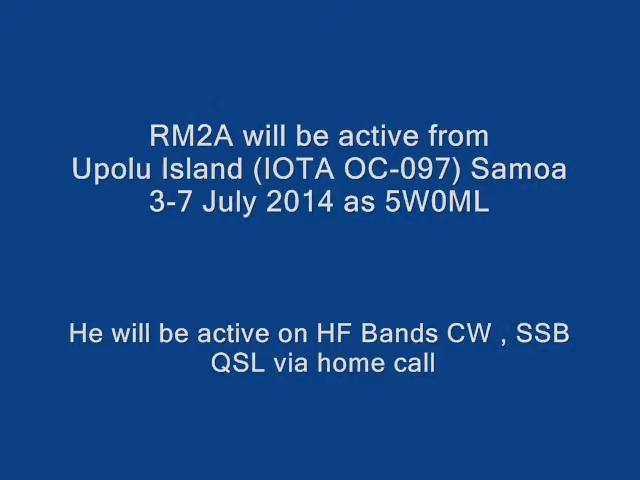 RM2A will be active from
Upolu Island (IOTA OC-097) Samoa
3-7 July 2014 as 5W0ML
He will be active on HF Bands CW , SSB
QSL via home call